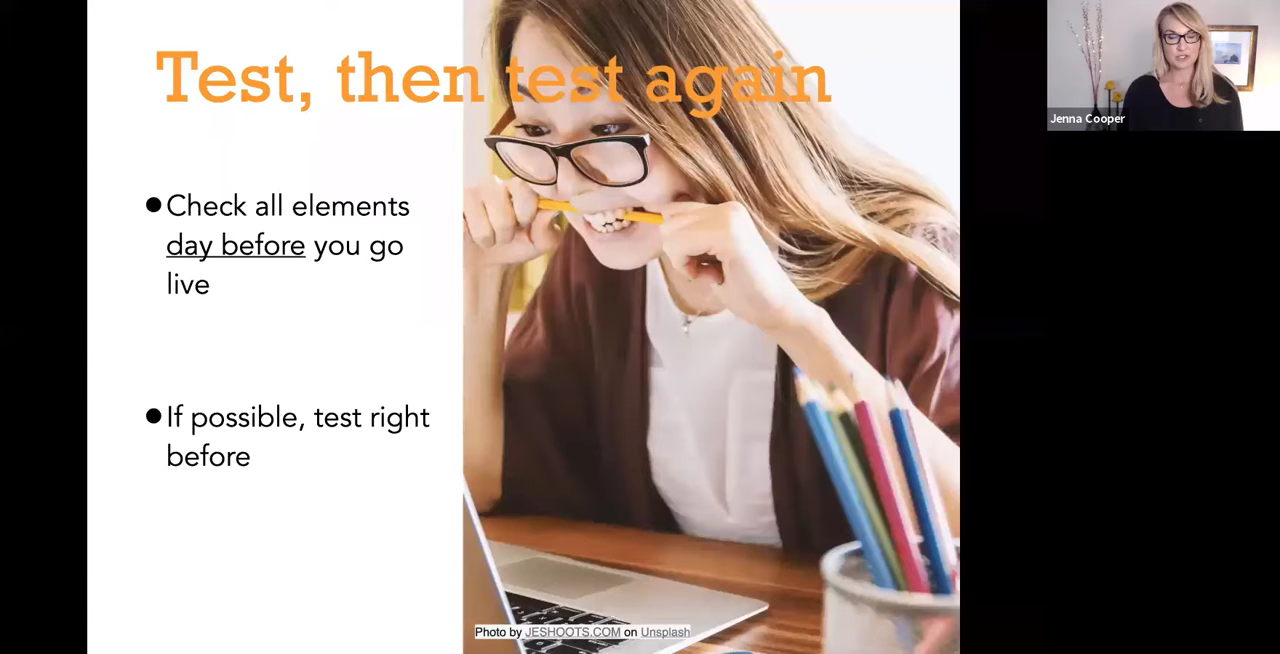 Test, then test again
Jenna Cooper
●Check all elements
day before you go
live
●If possible, test right
before
Photo by JESHOOTS.COM on Unsplash